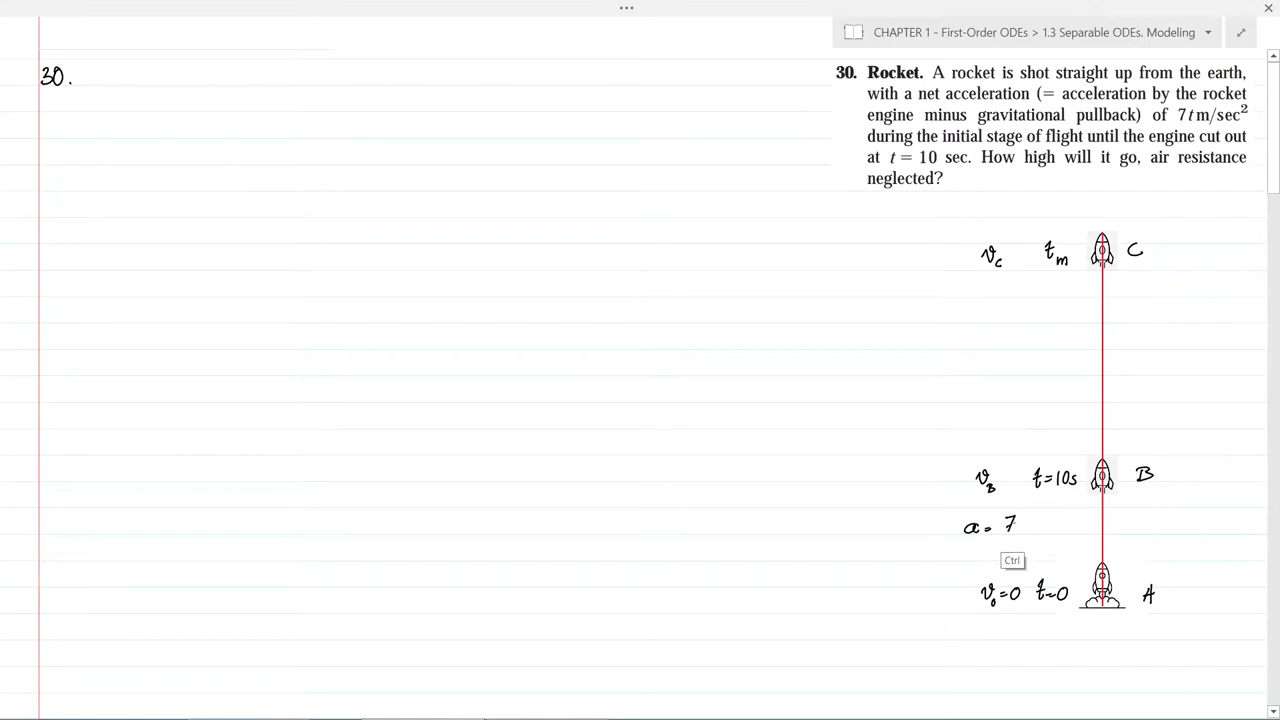 CHAPTER 1 - First-Order ODEs > 1.3 Separable ODEs. Modeling
30.
30. Rocket. A rocket is shot straight up from the earth,
with a net acceleration (= acceleration by the rocket
engine minus gravitational pullback) of 7t m/sec²
during the initial stage of flight until the engine cut out
at t = 10 sec. How high will it go, air resistance
neglected?
v_c t_m C
v_B t=10s B
a = 7
Ctrl
v_0=0 t=0 A